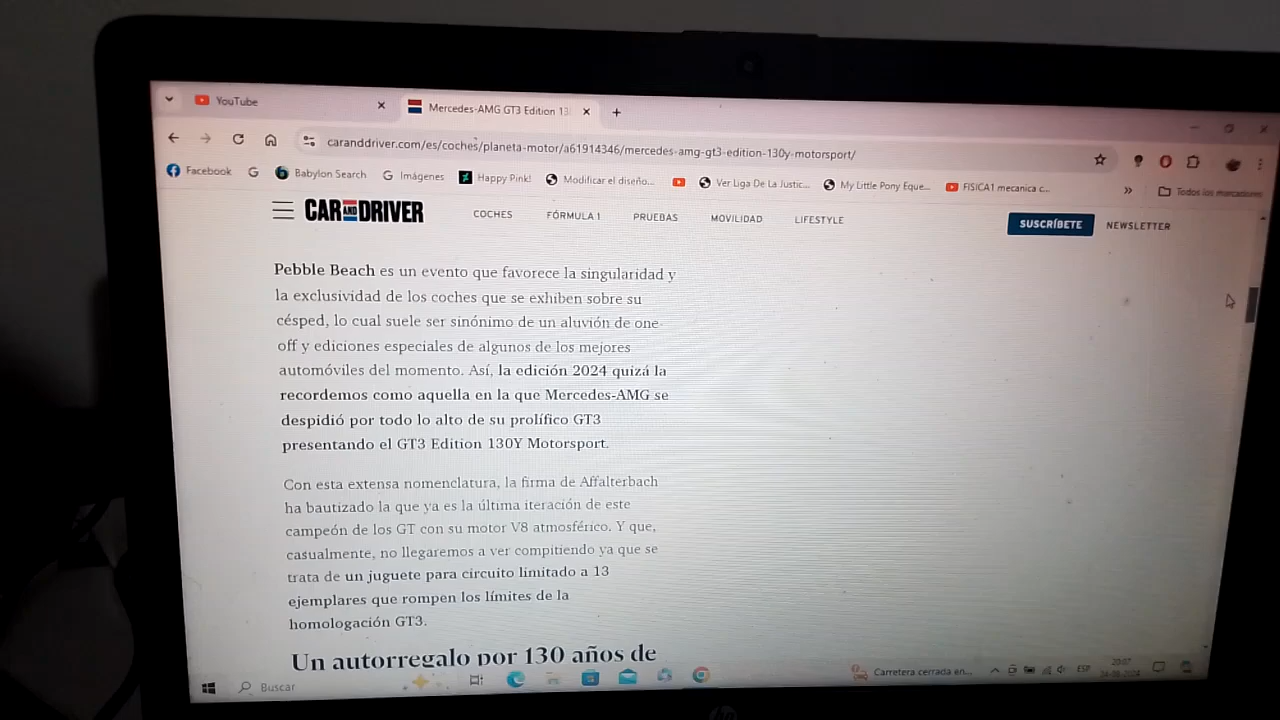 YouTube
Mercedes-AMG GT3 Edition 13
caranddriver.com/es/coches/planeta-motor/a61914346/mercedes-amg-gt3-edition-130y-motorsport/
Facebook
G
Babylon Search
G Imágenes
Happy Pink!
Modificar el diseño...
Ver Liga De La Justic...
My Little Pony Eque...
FISICA1 mecanica c...
»
Todos los marcadores
CAR AND DRIVER
COCHES
FÓRMULA 1
PRUEBAS
MOVILIDAD
LIFESTYLE
SUSCRÍBETE
NEWSLETTER
Pebble Beach es un evento que favorece la singularidad y
la exclusividad de los coches que se exhiben sobre su
césped, lo cual suele ser sinónimo de un aluvión de one-
off y ediciones especiales de algunos de los mejores
automóviles del momento. Así, la edición 2024 quizá la
recordemos como aquella en la que Mercedes-AMG se
despidió por todo lo alto de su prolífico GT3
presentando el GT3 Edition 130Y Motorsport.
Con esta extensa nomenclatura, la firma de Affalterbach
ha bautizado la que ya es la última iteración de este
campeón de los GT con su motor V8 atmosférico. Y que,
casualmente, no llegaremos a ver compitiendo ya que se
trata de un juguete para circuito limitado a 13
ejemplares que rompen los límites de la
homologación GT3.
Un autorregalo por 130 años de
Buscar
Carretera cerrada en...
ESP
20:07
hp